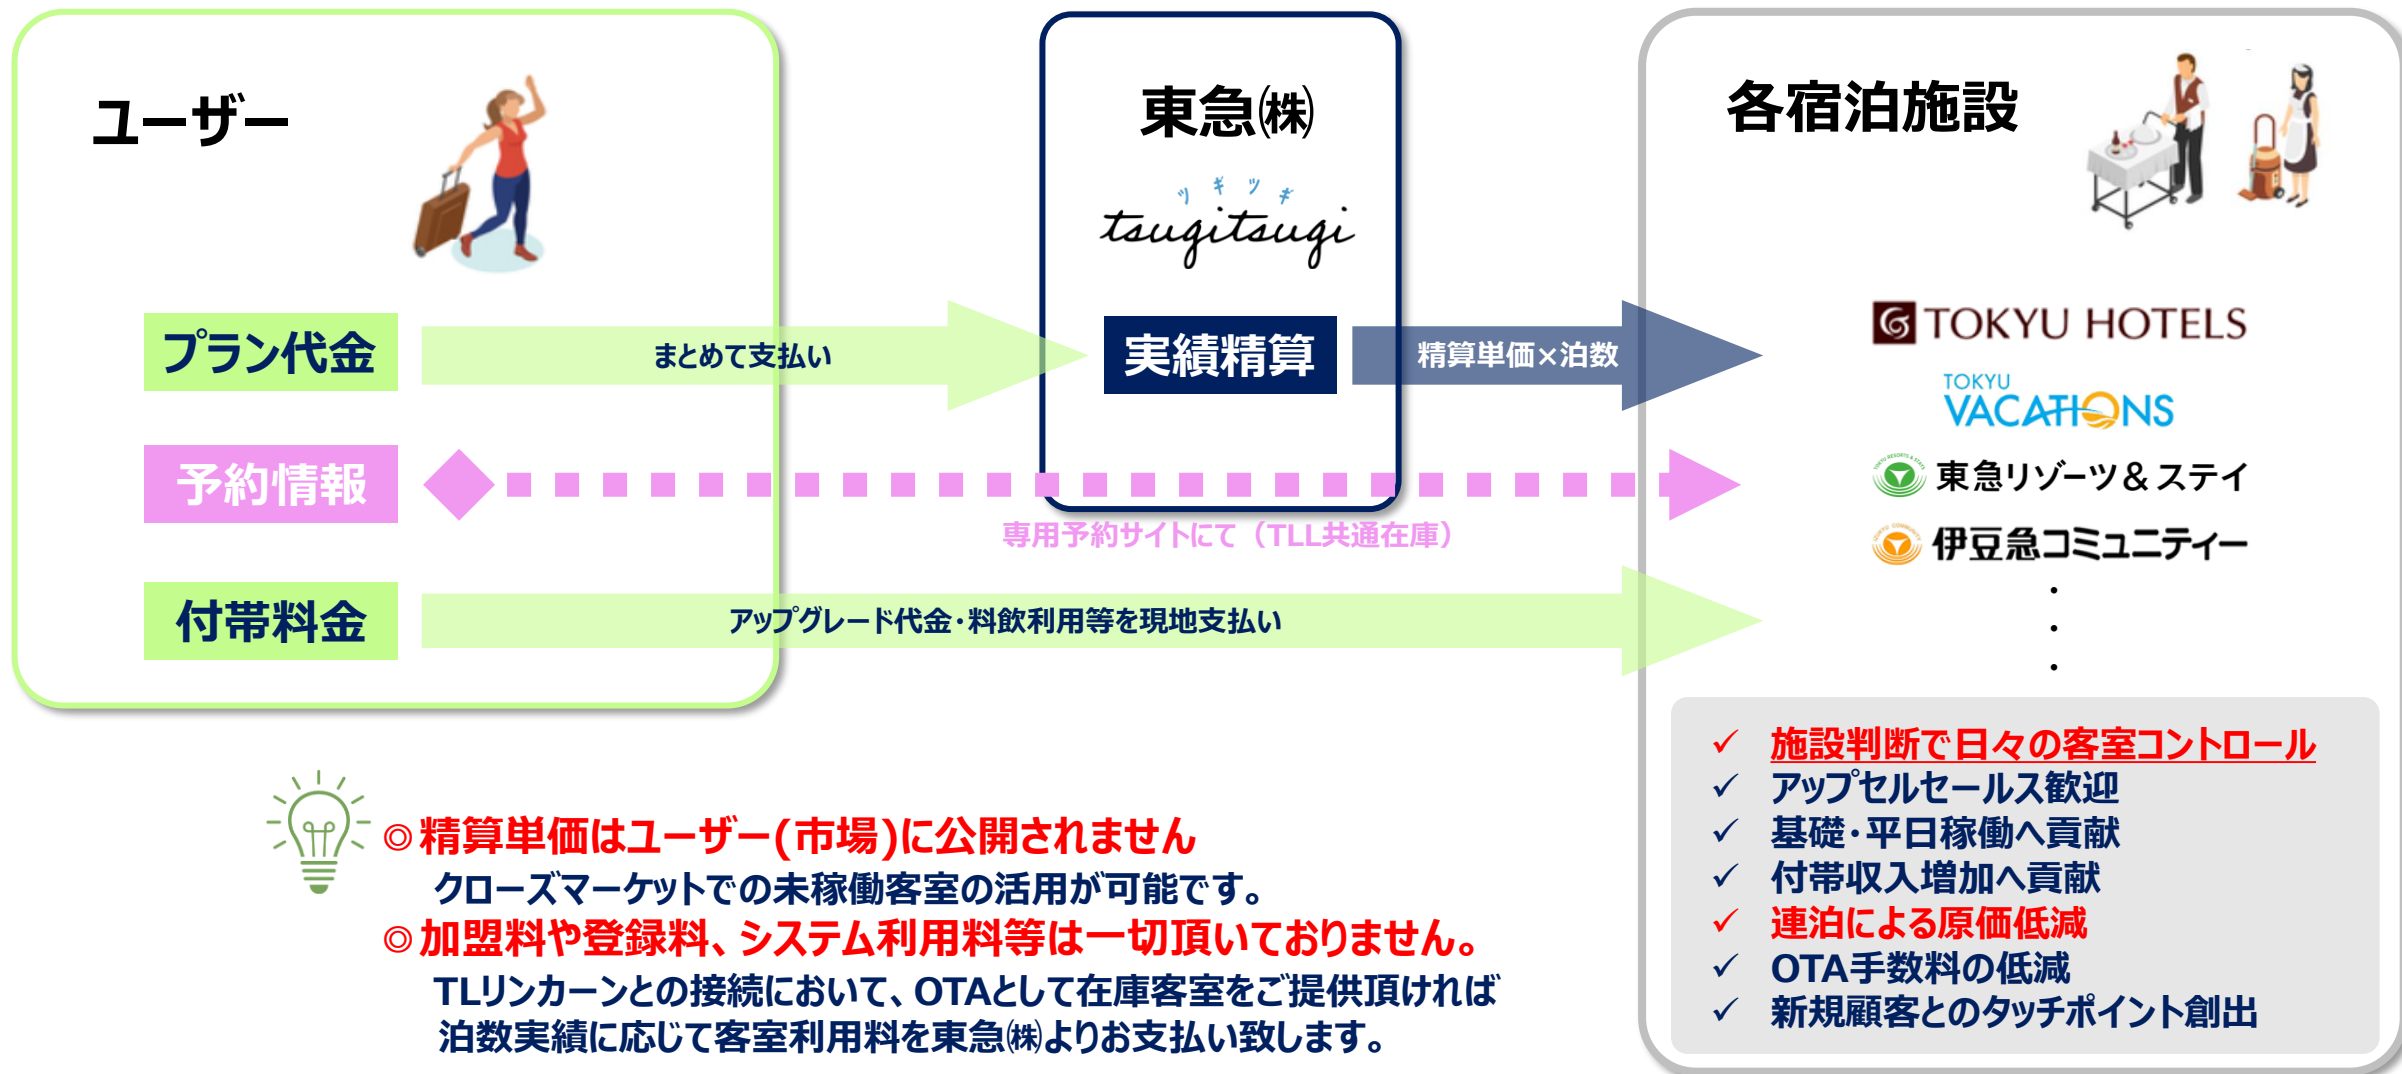 ユーザー
プラン代金
まとめて支払い
予約情報
専用予約サイトにて（TLL共通在庫）
付帯料金
アップグレード代金・料飲利用等を現地支払い
東急㈱
ツギツギ
tsugitsugi
実績精算
精算単価×泊数
各宿泊施設
TOKYU HOTELS
TOKYU
VACATIONS
東急リゾーツ＆ステイ
伊豆急コミュニティー
・
・
・
✓ 施設判断で日々の客室コントロール
✓ アップセルセールス歓迎
✓ 基礎・平日稼働へ貢献
✓ 付帯収入増加へ貢献
✓ 連泊による原価低減
✓ OTA手数料の低減
✓ 新規顧客とのタッチポイント創出
◎精算単価はユーザー(市場)に公開されません
クローズマーケットでの未稼働客室の活用が可能です。
◎加盟料や登録料、システム利用料等は一切頂いておりません。
TLリンカーンとの接続において、OTAとして在庫客室をご提供頂ければ
泊数実績に応じて客室利用料を東急㈱よりお支払い致します。